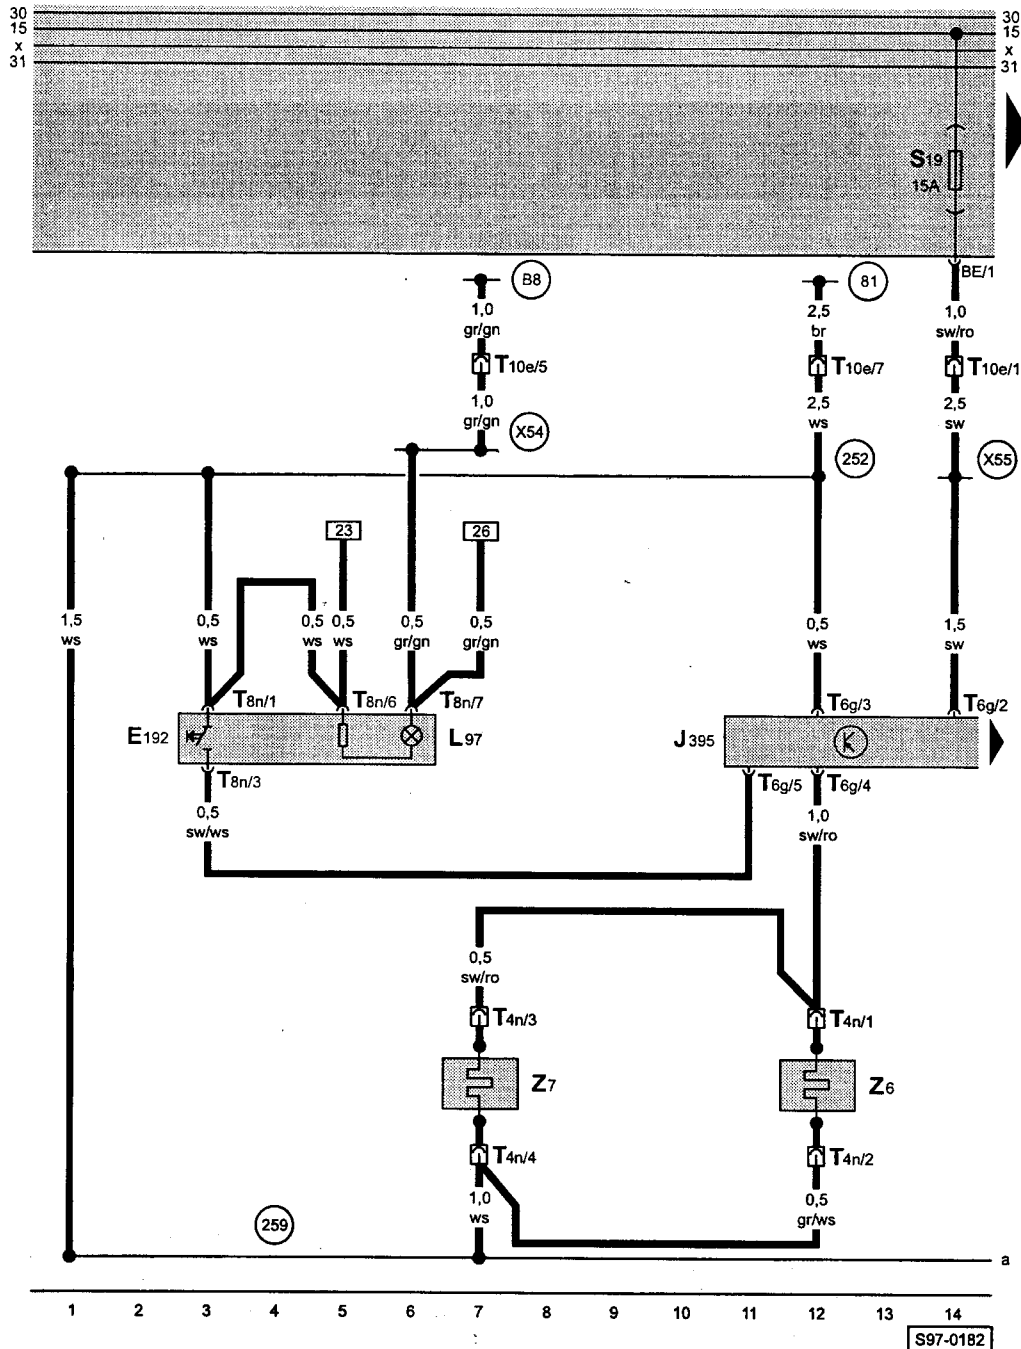 30 30
15 15
x x
31 31
S19
15A
BE/1
B8 81
1,0 2,5 1,0
gr/gn br sw/ro
T10e/5 T10e/7 T10e/1
1,0 2,5 2,5
gr/gn ws sw
X54 252 X55
23 26
1,5 0,5 0,5 0,5 0,5 0,5 0,5 1,5
ws ws ws ws gr/gn gr/gn ws sw
T8n/1 T8n/6 T8n/7 T6g/3 T6g/2
E192 L97 J395
T8n/3 T6g/5 T6g/4
0,5 1,0
sw/ws sw/ro
0,5
sw/ro
T4n/3 T4n/1
Z7 Z6
T4n/4 T4n/2
1,0 0,5
ws gr/ws
259
a
1 2 3 4 5 6 7 8 9 10 11 12 13 14
S97-0182